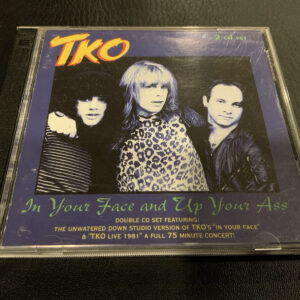 TKO
2 cd set
In Your Face and Up Your Ass
DOUBLE CD SET FEATURING:
THE UNWATERED DOWN STUDIO VERSION OF TKO'S "IN YOUR FACE"
& "TKO LIVE 1981" A FULL 75 MINUTE CONCERT!